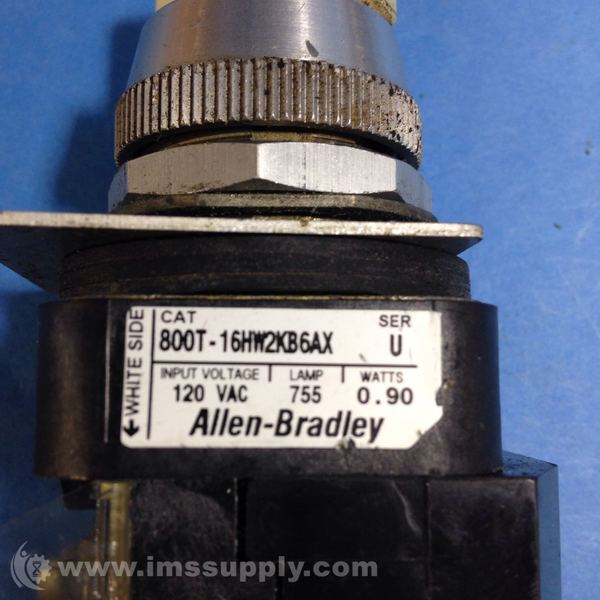 ←WHITE SIDE
CAT SER
800T-16HW2KB6AX U
INPUT VOLTAGE LAMP WATTS
120 VAC 755 0.90
Allen-Bradley
www.imssupply.com